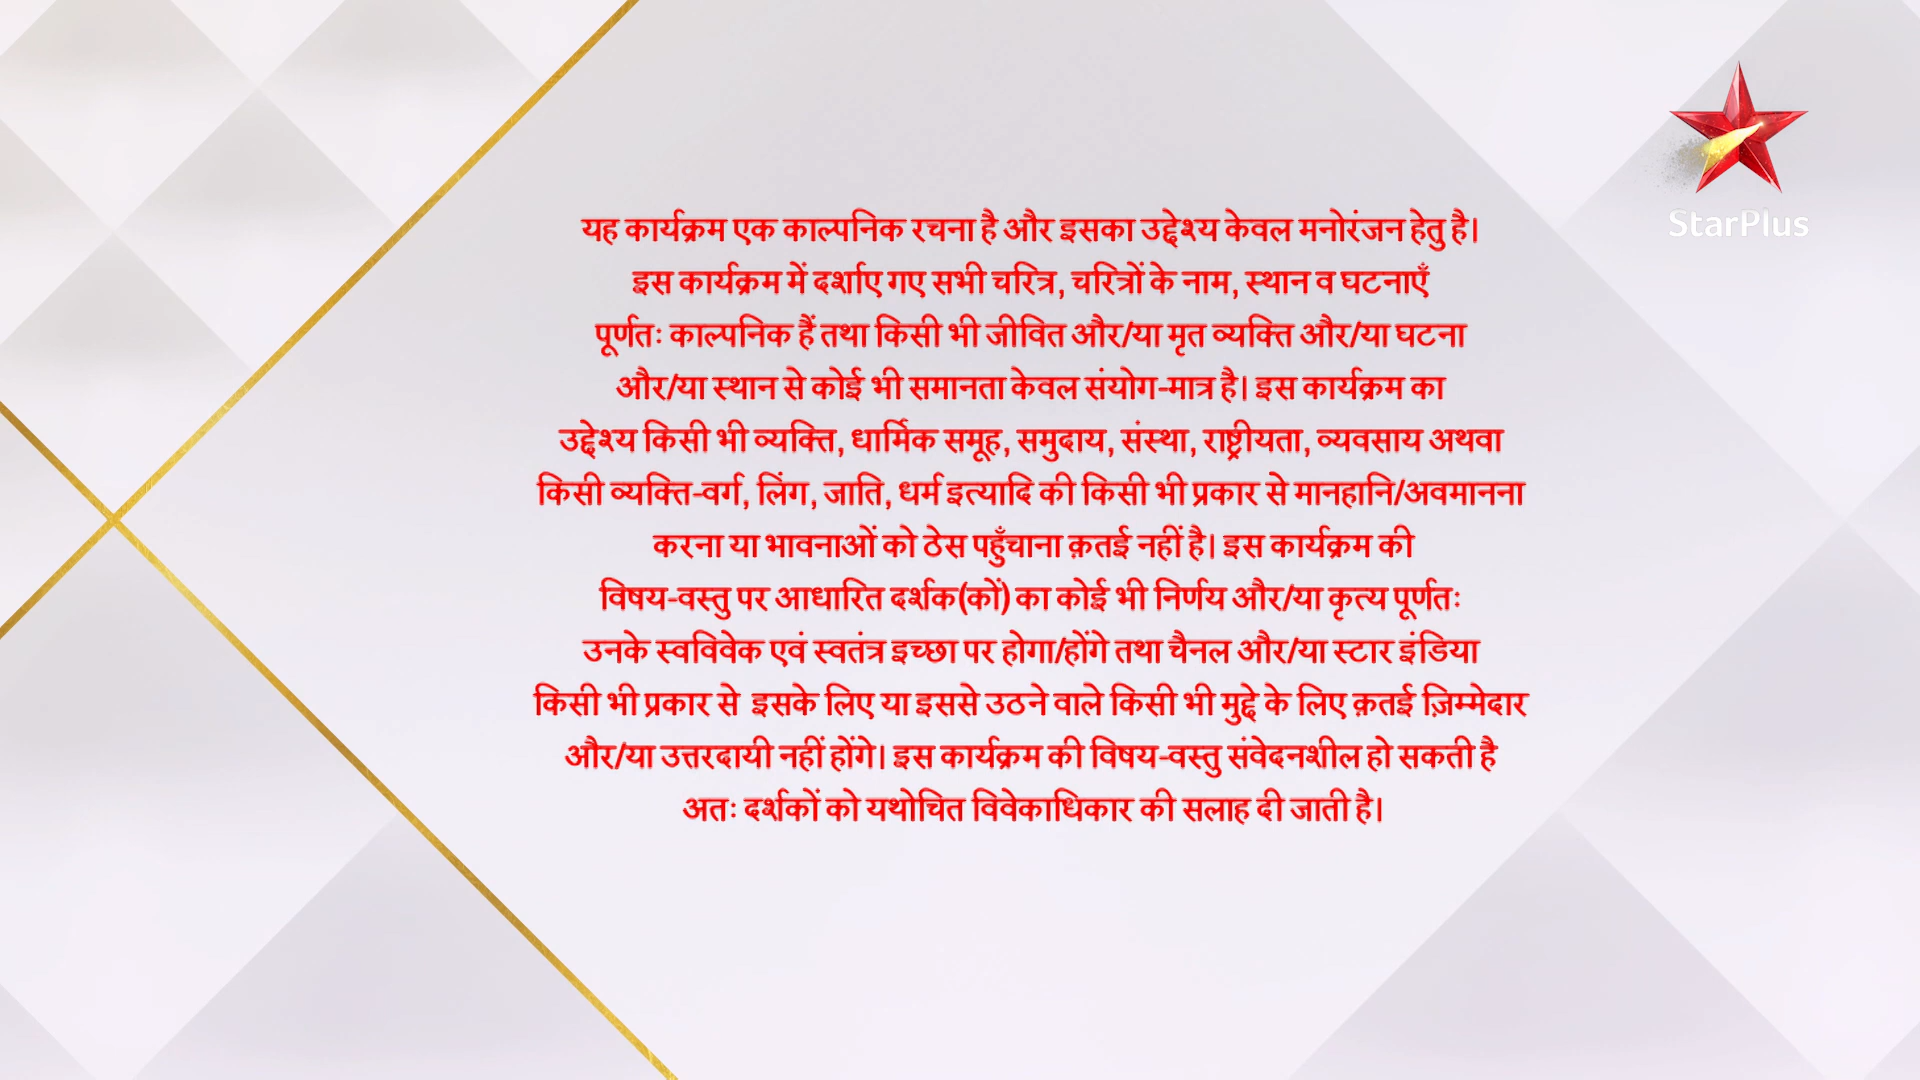 StarPlus
यह कार्यक्रम एक काल्पनिक रचना है और इसका उद्देश्य केवल मनोरंजन हेतु है।
इस कार्यक्रम में दर्शाए गए सभी चरित्र, चरित्रों के नाम, स्थान व घटनाएँ
पूर्णतः काल्पनिक हैं तथा किसी भी जीवित और/या मृत व्यक्ति और/या घटना
और/या स्थान से कोई भी समानता केवल संयोग-मात्र है। इस कार्यक्रम का
उद्देश्य किसी भी व्यक्ति, धार्मिक समूह, समुदाय, संस्था, राष्ट्रीयता, व्यवसाय अथवा
किसी व्यक्ति-वर्ग, लिंग, जाति, धर्म इत्यादि की किसी भी प्रकार से मानहानि/अवमानना
करना या भावनाओं को ठेस पहुँचाना क़तई नहीं है। इस कार्यक्रम की
विषय-वस्तु पर आधारित दर्शक(कों) का कोई भी निर्णय और/या कृत्य पूर्णतः
उनके स्वविवेक एवं स्वतंत्र इच्छा पर होगा/होंगे तथा चैनल और/या स्टार इंडिया
किसी भी प्रकार से इसके लिए या इससे उठने वाले किसी भी मुद्दे के लिए क़तई ज़िम्मेदार
और/या उत्तरदायी नहीं होंगे। इस कार्यक्रम की विषय-वस्तु संवेदनशील हो सकती है
अतः दर्शकों को यथोचित विवेकाधिकार की सलाह दी जाती है।